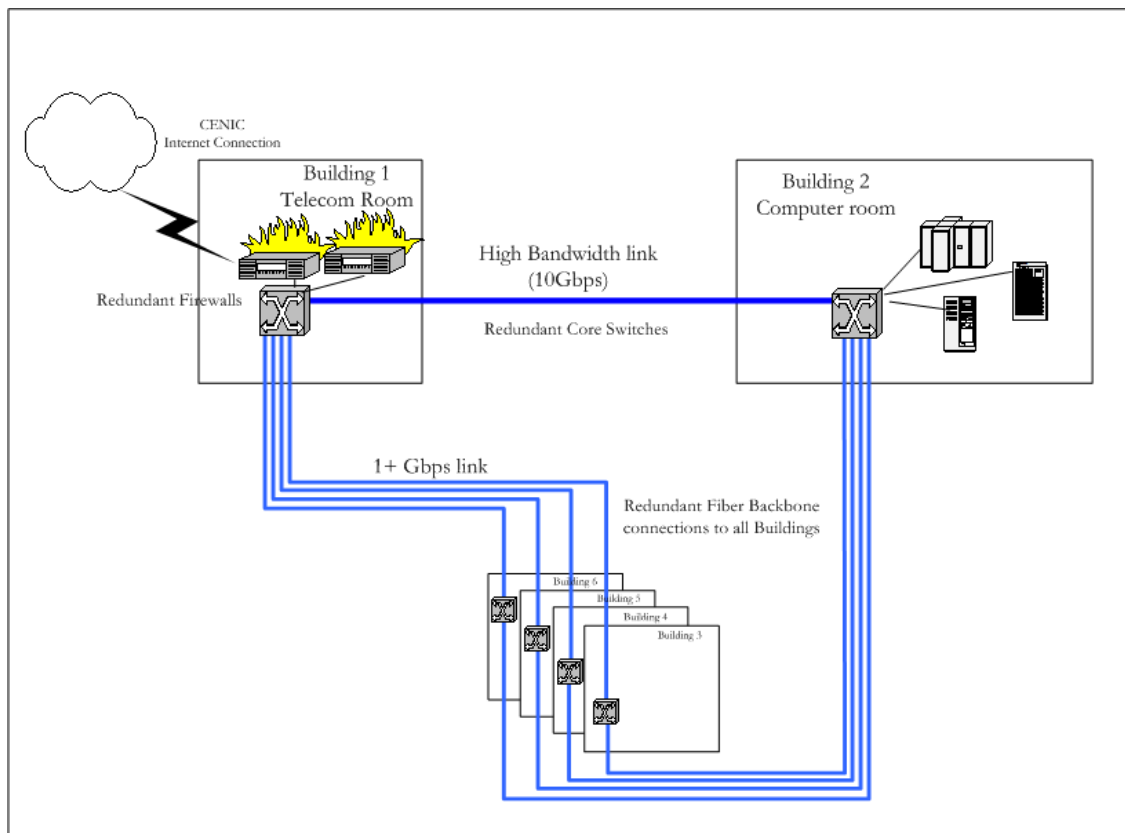 CENIC
Internet Connection
Building 1
Telecom Room
Building 2
Computer room
High Bandwidth link
(10Gbps)
Redundant Firewalls
Redundant Core Switches
1+ Gbps link
Redundant Fiber Backbone
connections to all Buildings
Building 6
Building 5
Building 4
Building 3